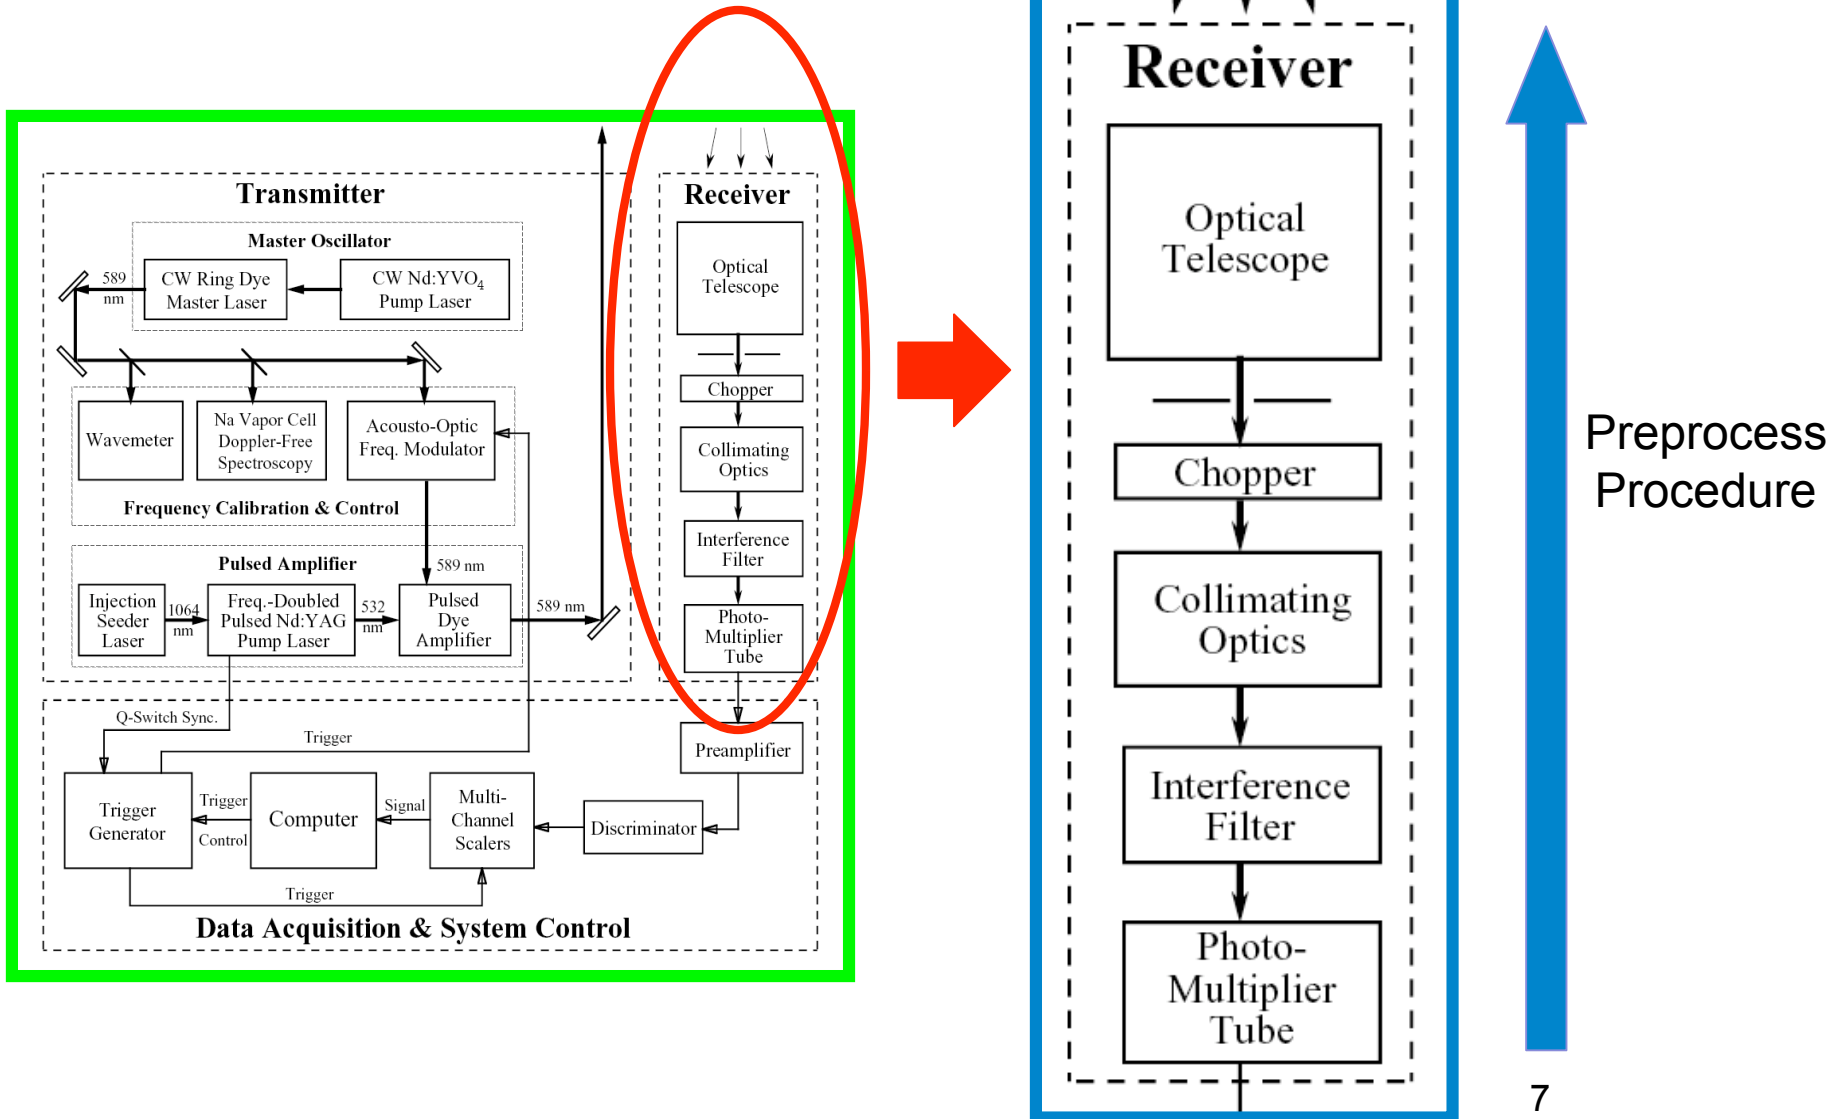 Transmitter
Master Oscillator
CW Ring Dye
Master Laser
CW Nd:YVO₄
Pump Laser
589
nm
Wavemeter
Na Vapor Cell
Doppler-Free
Spectroscopy
Acousto-Optic
Freq. Modulator
Frequency Calibration & Control
589 nm
Pulsed Amplifier
Injection
Seeder
Laser
1064
nm
Freq.-Doubled
Pulsed Nd:YAG
Pump Laser
532
nm
Pulsed
Dye
Amplifier
589 nm
Receiver
Optical
Telescope
Chopper
Collimating
Optics
Interference
Filter
Photo-
Multiplier
Tube
Q-Switch Sync.
Trigger
Preamplifier
Trigger
Generator
Trigger
Control
Computer
Signal
Multi-
Channel
Scalers
Discriminator
Trigger
Data Acquisition & System Control
Receiver
Optical
Telescope
Chopper
Collimating
Optics
Interference
Filter
Photo-
Multiplier
Tube
Preprocess
Procedure
7